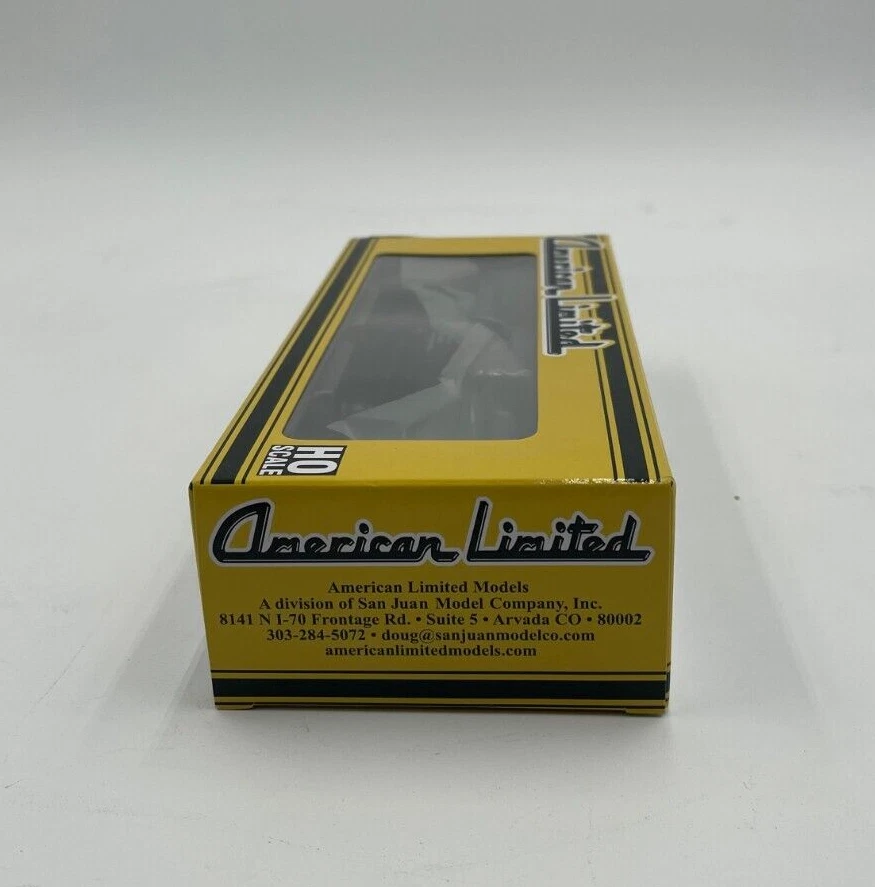 American Limited
HO
SCALE
American Limited
American Limited Models
A division of San Juan Model Company, Inc.
8141 N I-70 Frontage Rd. • Suite 5 • Arvada CO • 80002
303-284-5072 • doug@sanjuanmodelco.com
americanlimitedmodels.com